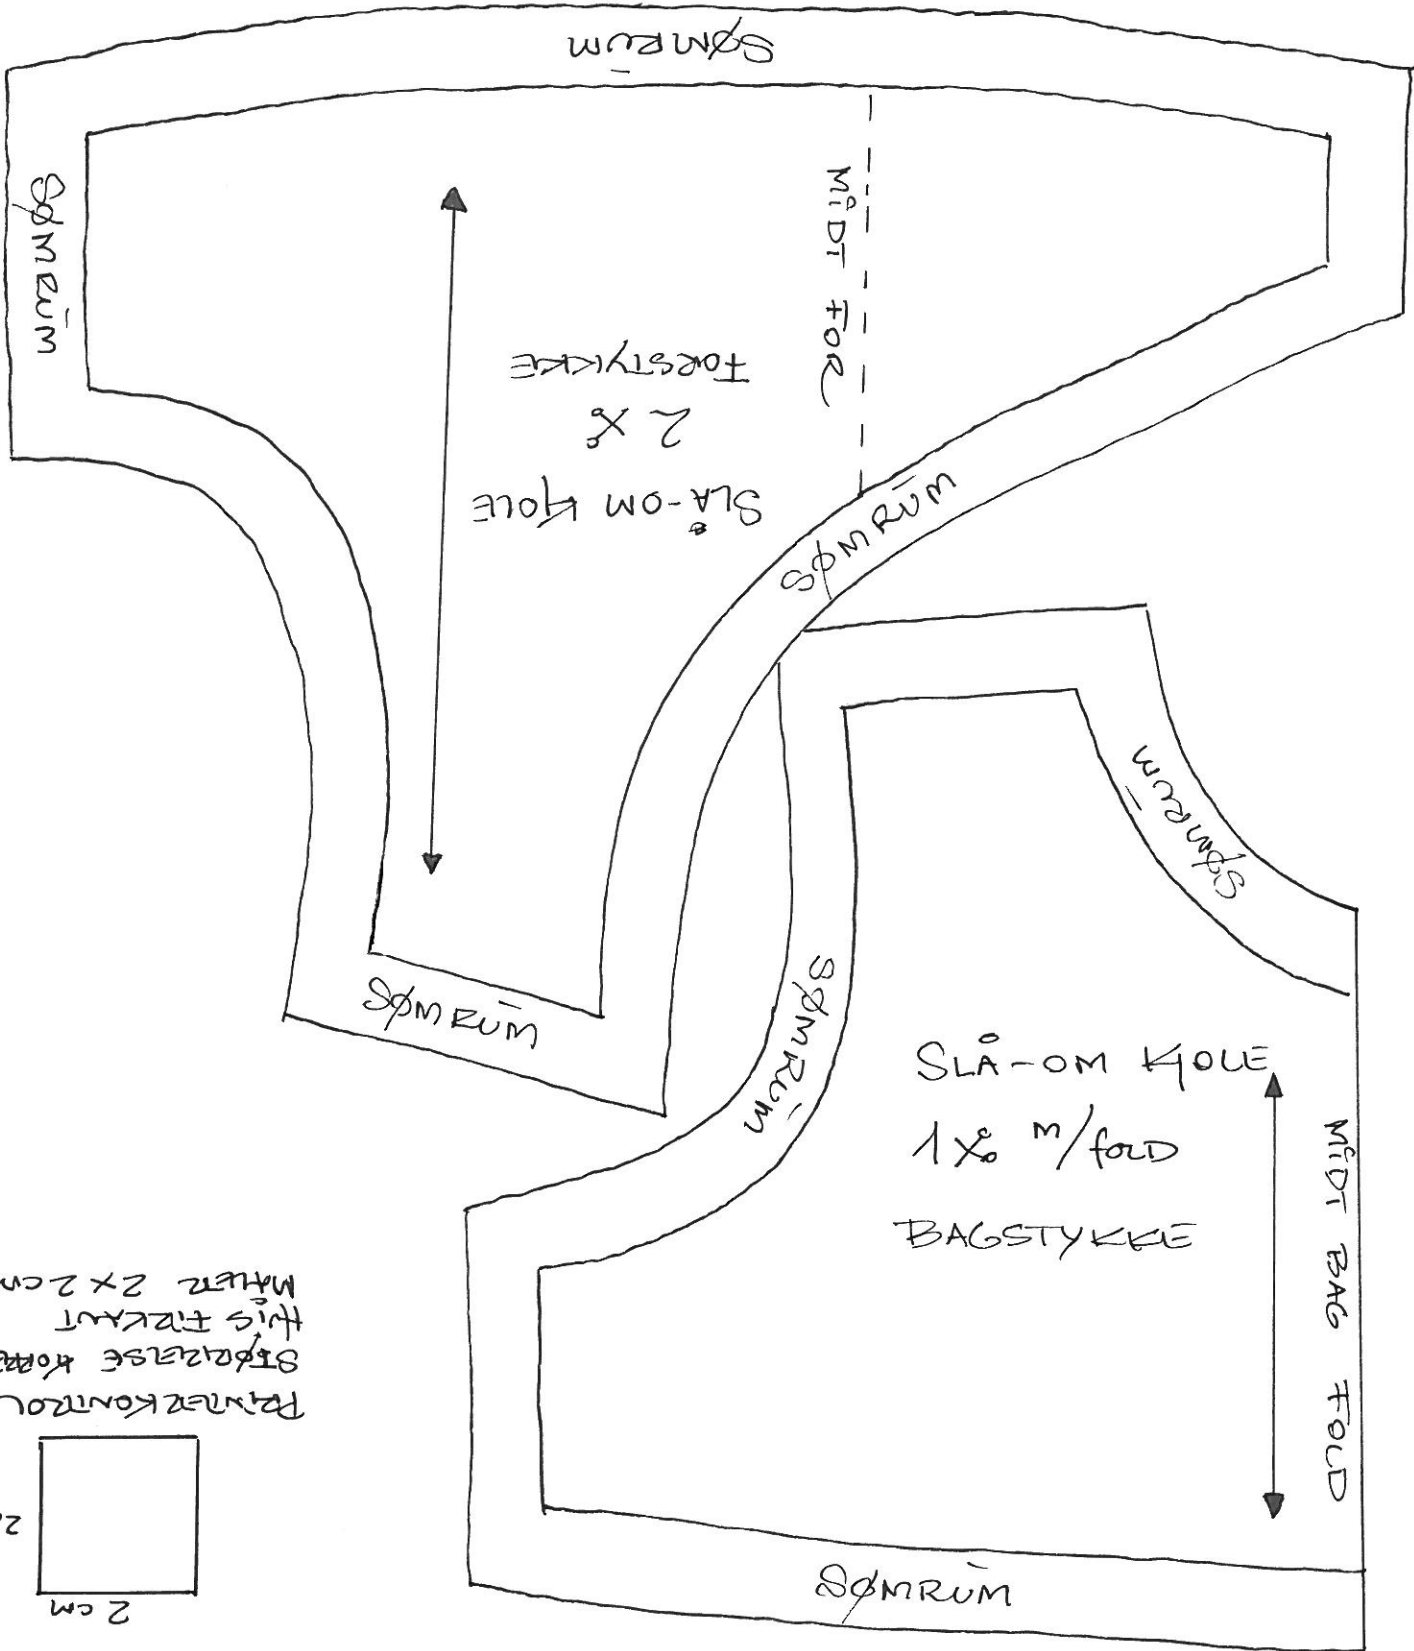 SØMRUM
SØMRUM
MIDT FOR
SLÅ-OM KJOLE
2 X
FORSTYKKE
SØMRUM
SØMRUM
SØMRUM
SØMRUM
SLÅ-OM KJOLE
1 X m/fOLD
BAGSTYKKE
MIDT BAG FOLD
SØMRUM
2 cm
PRINTERKONTROL
STØRRELSE
HVIS FIRKANT
MÅLER 2 X 2 cm